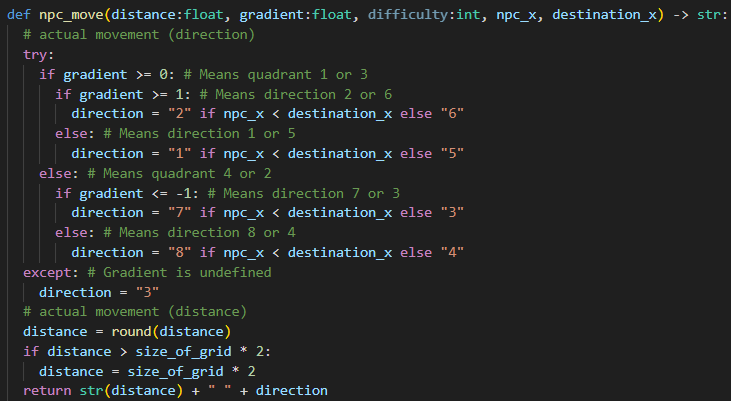 def npc_move(distance:float, gradient:float, difficulty:int, npc_x, destination_x) -> str:
# actual movement (direction)
try:
if gradient >= 0: # Means quadrant 1 or 3
if gradient >= 1: # Means direction 2 or 6
direction = "2" if npc_x < destination_x else "6"
else: # Means direction 1 or 5
direction = "1" if npc_x < destination_x else "5"
else: # Means quadrant 4 or 2
if gradient <= -1: # Means direction 7 or 3
direction = "7" if npc_x < destination_x else "3"
else: # Means direction 8 or 4
direction = "8" if npc_x < destination_x else "4"
except: # Gradient is undefined
direction = "3"
# actual movement (distance)
distance = round(distance)
if distance > size_of_grid * 2:
distance = size_of_grid * 2
return str(distance) + " " + direction